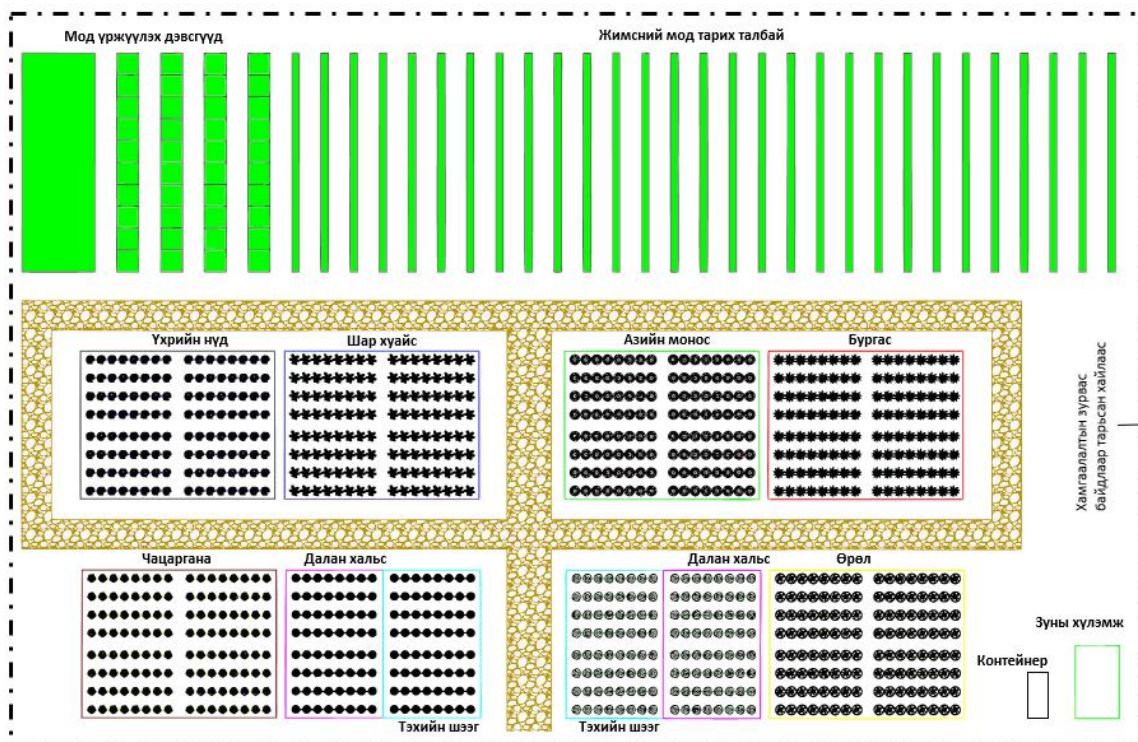 Мод үржүүлэх дэвсгүүд
Жимсний мод тарих талбай
Үхрийн нүд
Шар хуайс
Азийн монос
Бургас
Хамгаалалтын зурвас
байдлаар тарьсан хайлаас
Чацаргана
Далан хальс
Далан хальс
Өрөл
Зуны хүлэмж
Контейнер
Тэхийн шээг
Тэхийн шээг